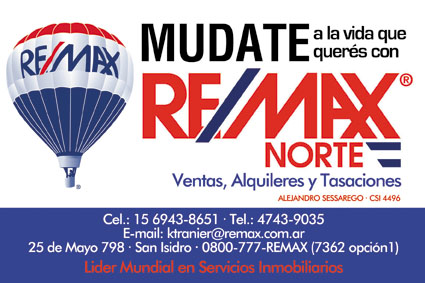 RE/MAX
MUDATE a la vida que
querés con
RE/MAX®
NORTE
Ventas, Alquileres y Tasaciones
ALEJANDRO SESSAREGO · CSI 4496
Cel.: 15 6943-8651 · Tel.: 4743-9035
E-mail: ktranier@remax.com.ar
25 de Mayo 798 · San Isidro · 0800-777-REMAX (7362 opción1)
Lider Mundial en Servicios Inmobiliarios